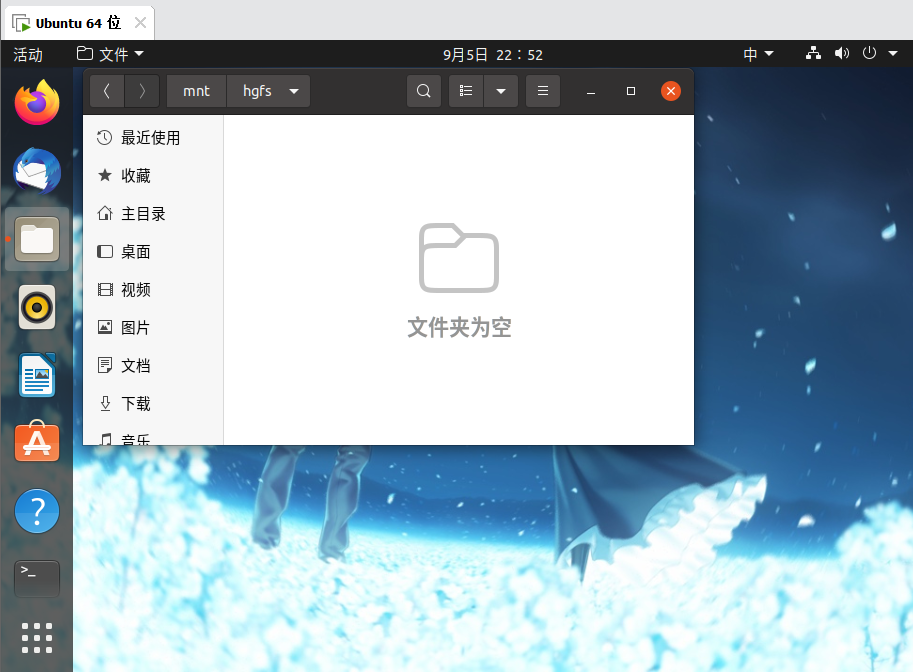 Ubuntu 64 位
活动 文件 9月5日 22：52 中
mnt hgfs
最近使用
收藏
主目录
桌面
视频
图片
文档
下载
音乐
文件夹为空